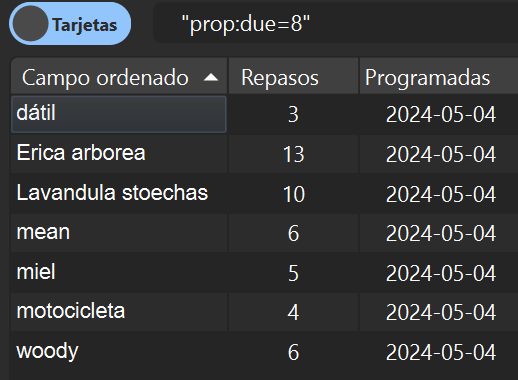 Tarjetas "prop:due=8"
Campo ordenado Repasos Programadas
dátil 3 2024-05-04
Erica arborea 13 2024-05-04
Lavandula stoechas 10 2024-05-04
mean 6 2024-05-04
miel 5 2024-05-04
motocicleta 4 2024-05-04
woody 6 2024-05-04